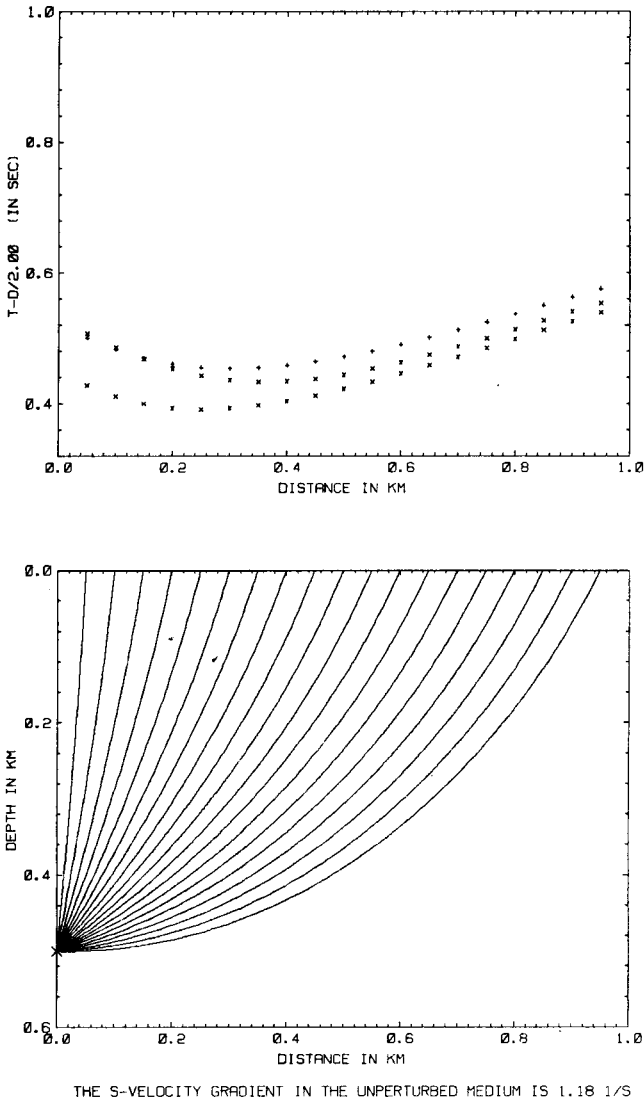 1.0
0.8
0.6
0.4
T-D/2.00 (IN SEC)
0.0 0.2 0.4 0.6 0.8 1.0
DISTANCE IN KM
0.0
0.2
0.4
0.6
DEPTH IN KM
0.0 0.2 0.4 0.6 0.8 1.0
DISTANCE IN KM
THE S-VELOCITY GRADIENT IN THE UNPERTURBED MEDIUM IS 1.18 1/S